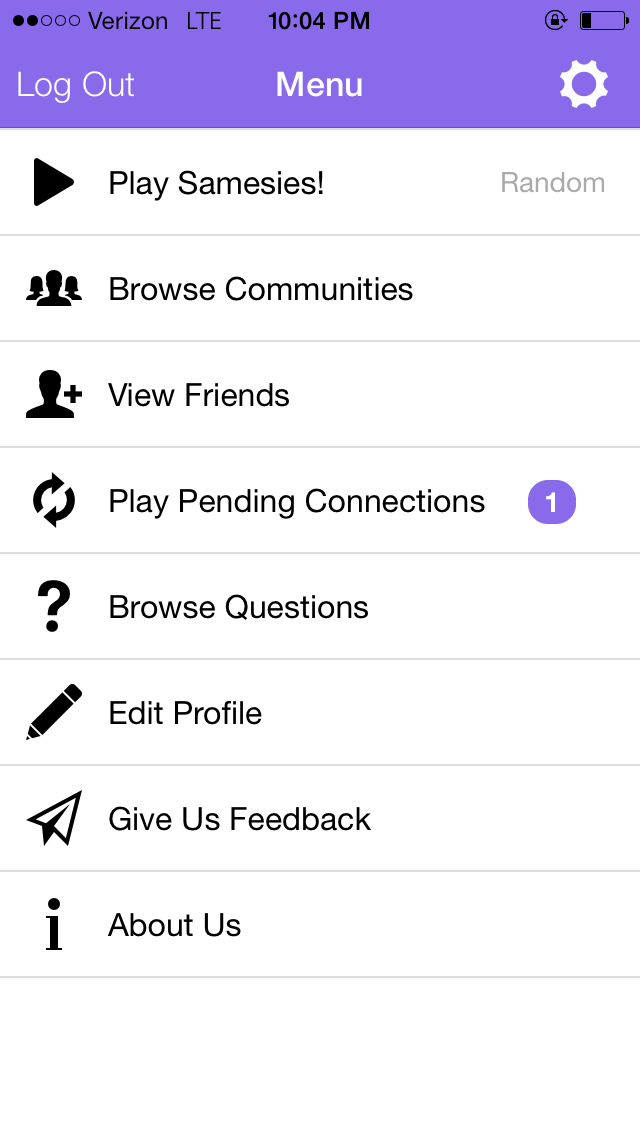 Verizon LTE 10:04 PM
Log Out Menu
Play Samesies! Random
Browse Communities
View Friends
Play Pending Connections 1
Browse Questions
Edit Profile
Give Us Feedback
About Us